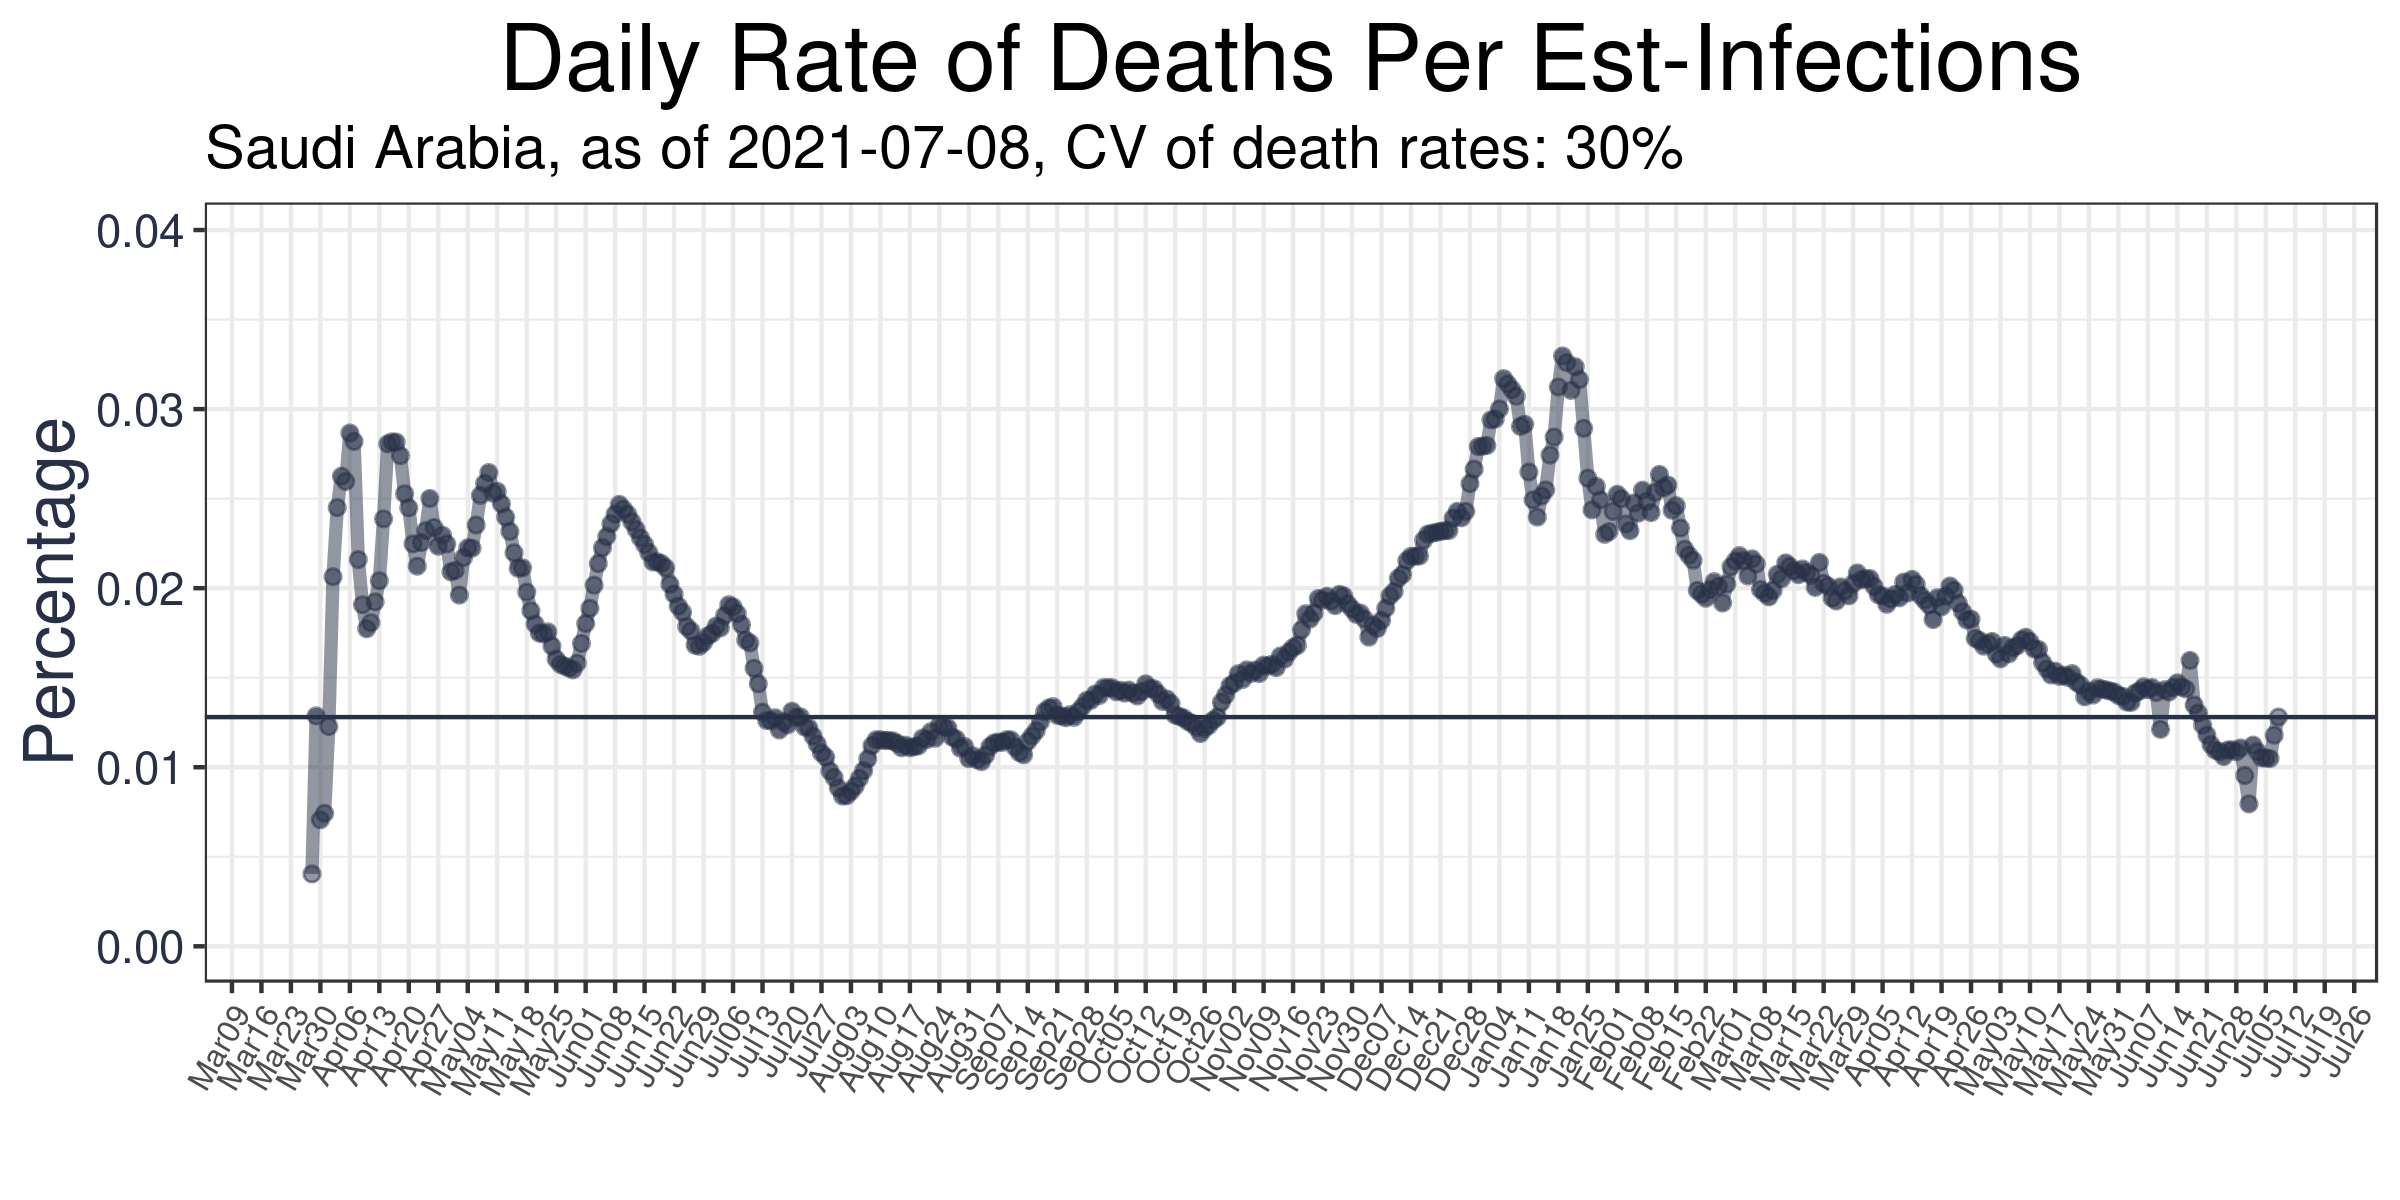 Daily Rate of Deaths Per Est-Infections
Saudi Arabia, as of 2021-07-08, CV of death rates: 30%
Percentage
0.04
0.03
0.02
0.01
0.00
Mar09
Mar16
Mar23
Mar30
Apr06
Apr13
Apr20
Apr27
May04
May11
May18
May25
Jun01
Jun08
Jun15
Jun22
Jun29
Jul06
Jul13
Jul20
Jul27
Aug03
Aug10
Aug17
Aug24
Aug31
Sep07
Sep14
Sep21
Sep28
Oct05
Oct12
Oct19
Oct26
Nov02
Nov09
Nov16
Nov23
Nov30
Dec07
Dec14
Dec21
Dec28
Jan04
Jan11
Jan18
Jan25
Feb01
Feb08
Feb15
Feb22
Mar01
Mar08
Mar15
Mar22
Mar29
Apr05
Apr12
Apr19
Apr26
May03
May10
May17
May24
May31
Jun07
Jun14
Jun21
Jun28
Jul05
Jul12
Jul19
Jul26